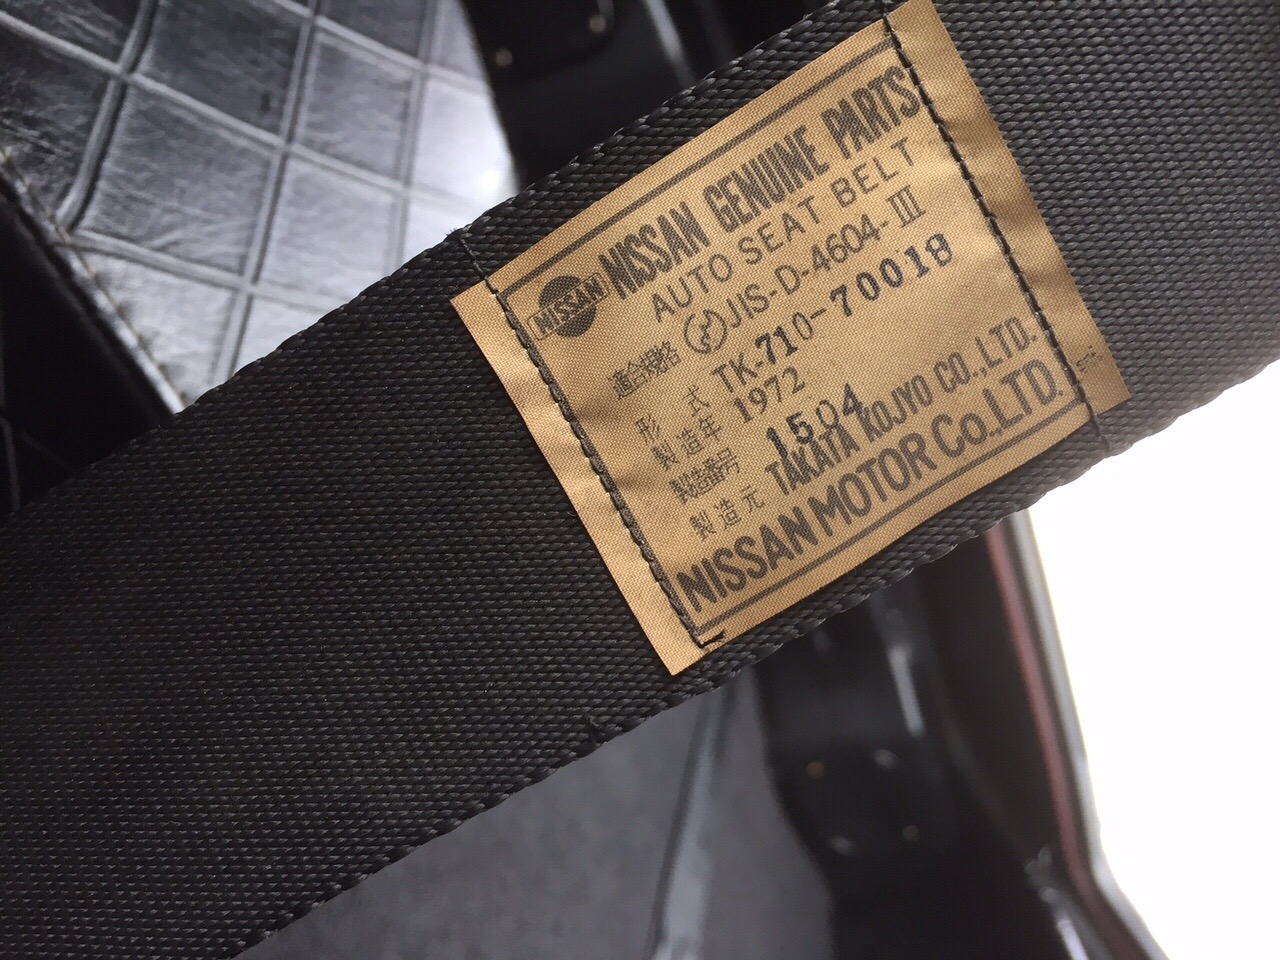 NISSAN
NISSAN GENUINE PARTS
AUTO SEAT BELT
適合規格 JIS-D-4604-III
形式 TK-710-70018
製造年 1972
製造番号 1504
製造元 TAKATA KOJYO CO.,LTD.
NISSAN MOTOR Co.,LTD.